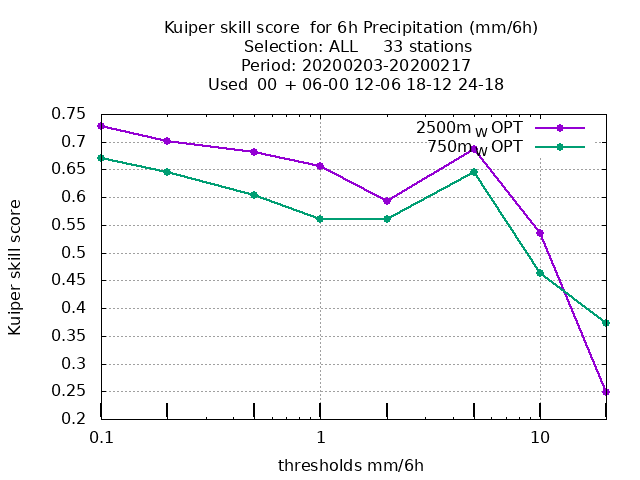 Kuiper skill score  for 6h Precipitation (mm/6h)
Selection: ALL     33 stations
Period: 20200203-20200217
Used  00 + 06-00 12-06 18-12 24-18
2500m W OPT
750m W OPT
0.75
0.7
0.65
0.6
0.55
0.5
0.45
0.4
0.35
0.3
0.25
0.2
Kuiper skill score
0.1
1
10
thresholds mm/6h